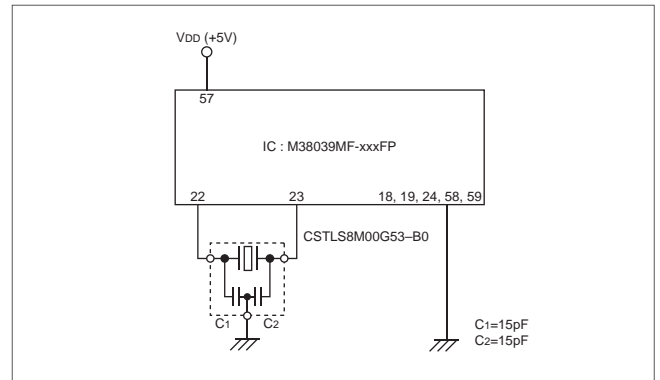 VDD (+5V)
57
IC : M38039MF-xxxFP
22 23 18, 19, 24, 58, 59
CSTLS8M00G53–B0
C1 C2
C1=15pF
C2=15pF